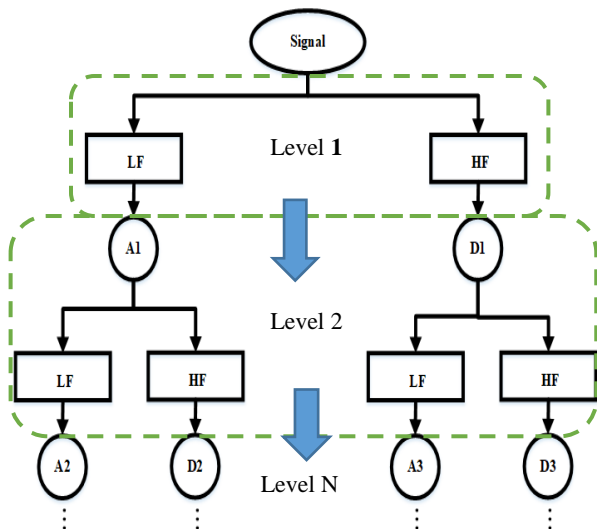 Signal
LF
Level 1
HF
A1
D1
Level 2
LF
HF
LF
HF
A2
D2
A3
D3
Level N